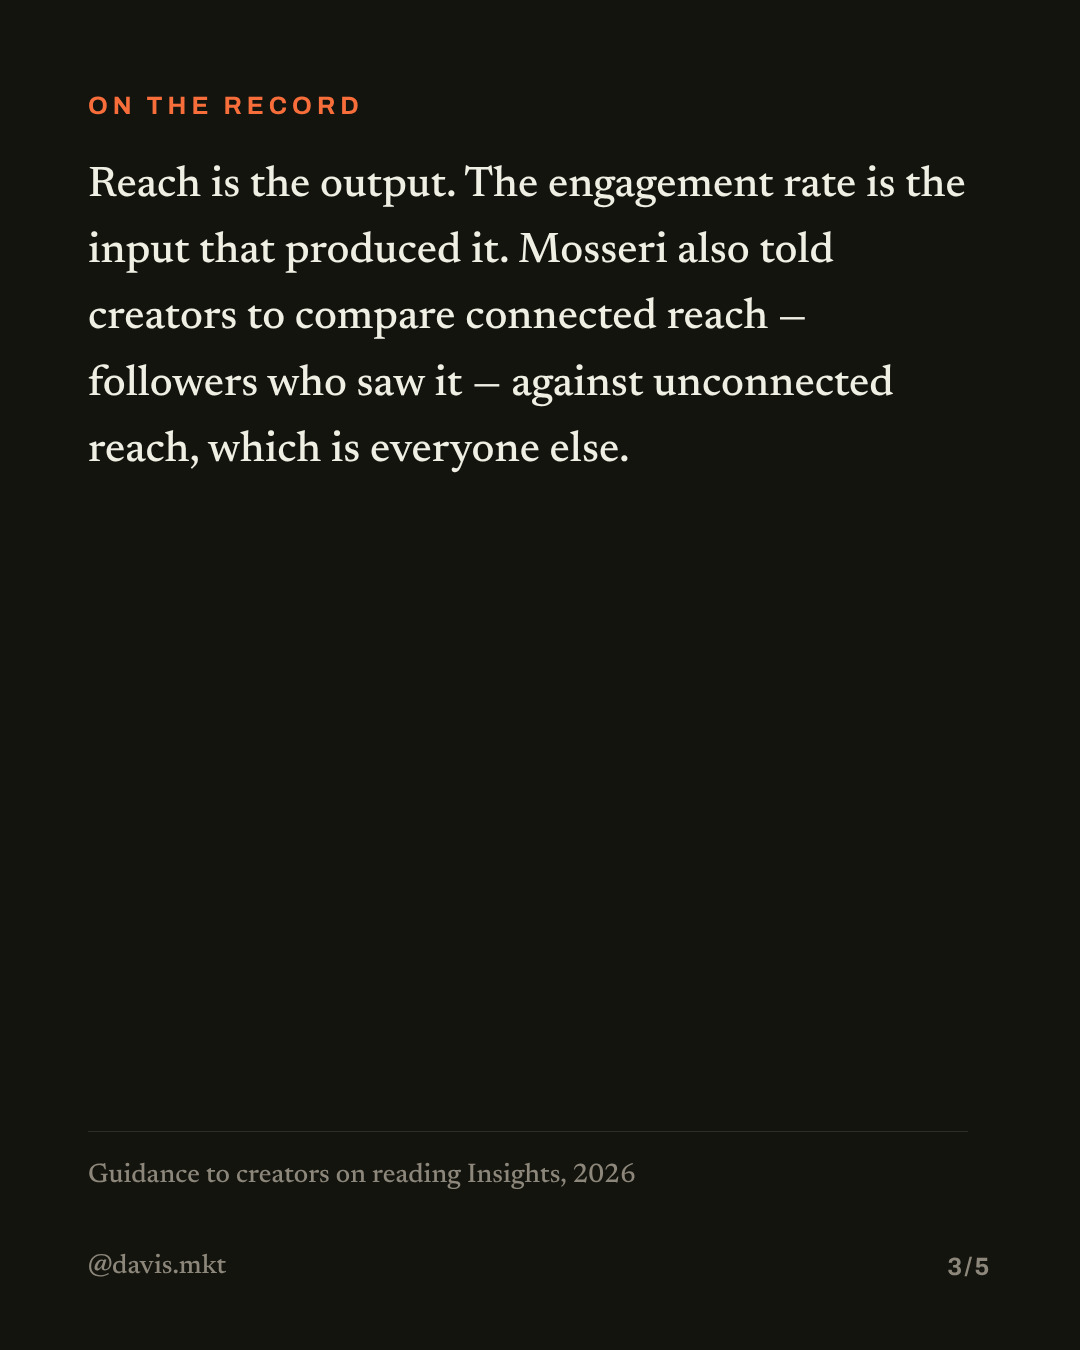 ON THE RECORD
Reach is the output. The engagement rate is the
input that produced it. Mosseri also told
creators to compare connected reach –
followers who saw it – against unconnected
reach, which is everyone else.
Guidance to creators on reading Insights, 2026
@davis.mkt
3/5